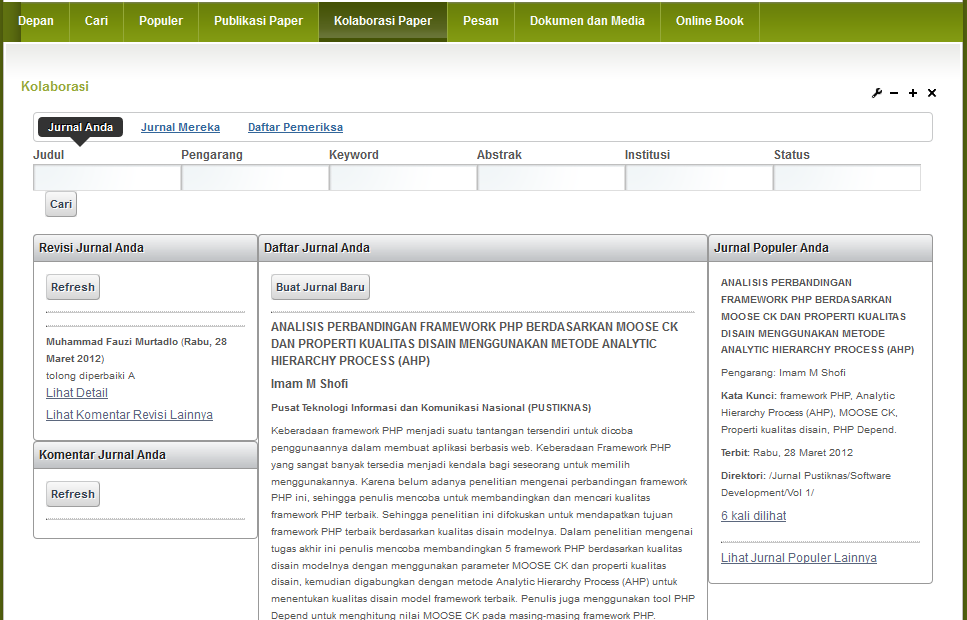 Depan Cari Populer Publikasi Paper Kolaborasi Paper Pesan Dokumen dan Media Online Book
Kolaborasi
Jurnal Anda Jurnal Mereka Daftar Pemeriksa
Judul Pengarang Keyword Abstrak Institusi Status
Cari
Revisi Jurnal Anda
Refresh
Muhammad Fauzi Murtadlo (Rabu, 28
Maret 2012)
tolong diperbaiki A
Lihat Detail
Lihat Komentar Revisi Lainnya
Komentar Jurnal Anda
Refresh
Daftar Jurnal Anda
Buat Jurnal Baru
ANALISIS PERBANDINGAN FRAMEWORK PHP BERDASARKAN MOOSE CK
DAN PROPERTI KUALITAS DISAIN MENGGUNAKAN METODE ANALYTIC
HIERARCHY PROCESS (AHP)
Imam M Shofi
Pusat Teknologi Informasi dan Komunikasi Nasional (PUSTIKNAS)
Keberadaan framework PHP menjadi suatu tantangan tersendiri untuk dicoba
penggunaannya dalam membuat aplikasi berbasis web. Keberadaan Framework PHP
yang sangat banyak tersedia menjadi kendala bagi seseorang untuk memilih
menggunakannya. Karena belum adanya penelitian mengenai perbandingan framework
PHP ini, sehingga penulis mencoba untuk membandingkan dan mencari kualitas
framework PHP terbaik. Sehingga penelitian ini difokuskan untuk mendapatkan tujuan
framework PHP terbaik berdasarkan kualitas disain modelnya. Dalam penelitian mengenai
tugas akhir ini penulis mencoba membandingkan 5 framework PHP berdasarkan kualitas
disain modelnya dengan menggunakan parameter MOOSE CK dan properti kualitas
disain, kemudian digabungkan dengan metode Analytic Hierarchy Process (AHP) untuk
menentukan kualitas disain model framework terbaik. Penulis juga menggunakan tool PHP
Depend untuk menghitung nilai MOOSE CK pada masing-masing framework PHP.
Jurnal Populer Anda
ANALISIS PERBANDINGAN
FRAMEWORK PHP BERDASARKAN
MOOSE CK DAN PROPERTI KUALITAS
DISAIN MENGGUNAKAN METODE
ANALYTIC HIERARCHY PROCESS (AHP)
Pengarang: Imam M Shofi
Kata Kunci: framework PHP, Analytic
Hierarchy Process (AHP), MOOSE CK,
Properti kualitas disain, PHP Depend.
Terbit: Rabu, 28 Maret 2012
Direktori: /Jurnal Pustiknas/Software
Development/Vol 1/
6 kali dilihat
Lihat Jurnal Populer Lainnya